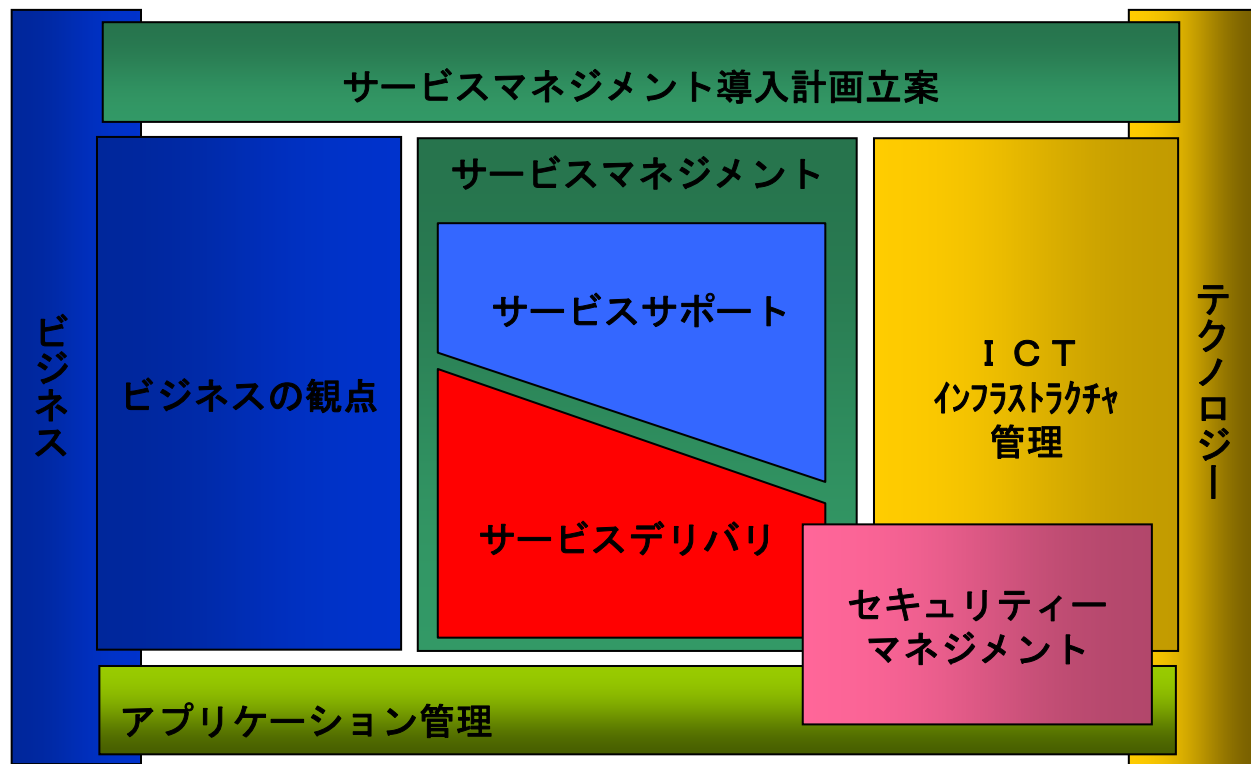 サービスマネジメント導入計画立案
ビジネス
ビジネスの観点
サービスマネジメント
サービスサポート
サービスデリバリ
ＩＣＴ
ｲﾝﾌﾗｽﾄﾗｸﾁｬ
管理
テクノロジー
セキュリティー
マネジメント
アプリケーション管理